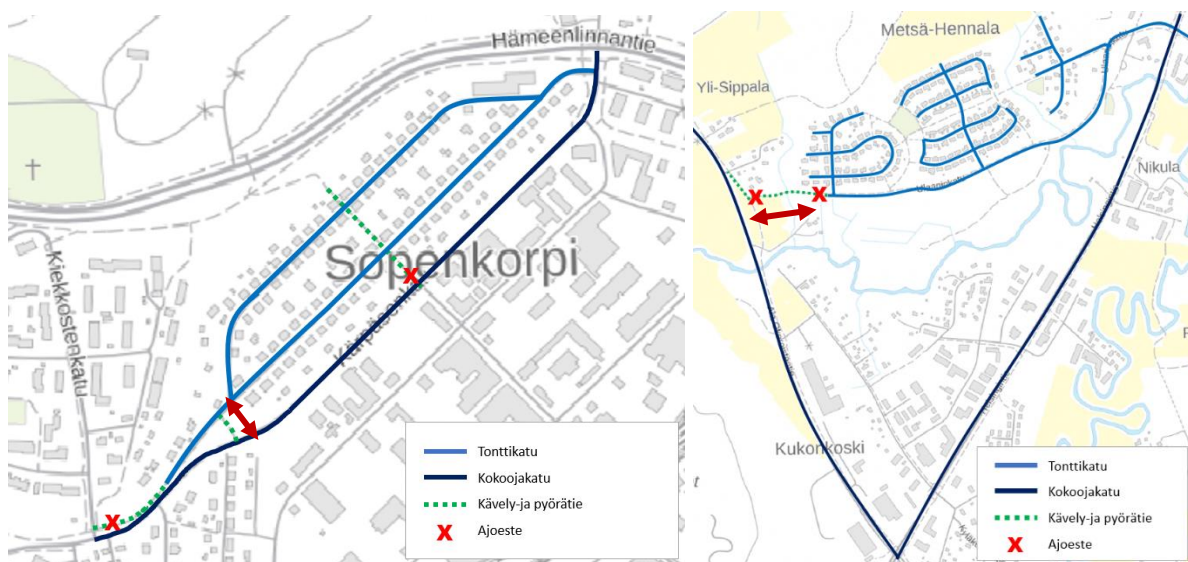 Hämeenlinnantie
Kiekkostenkatu
Sopenkorpi
Tonttikatu
Kokoojakatu
Kävely-ja pyörätie
X Ajoeste
Metsä-Hennala
Yli-Sippala
Nikula
Kukonkoski
Tonttikatu
Kokoojakatu
Kävely-ja pyörätie
X Ajoeste